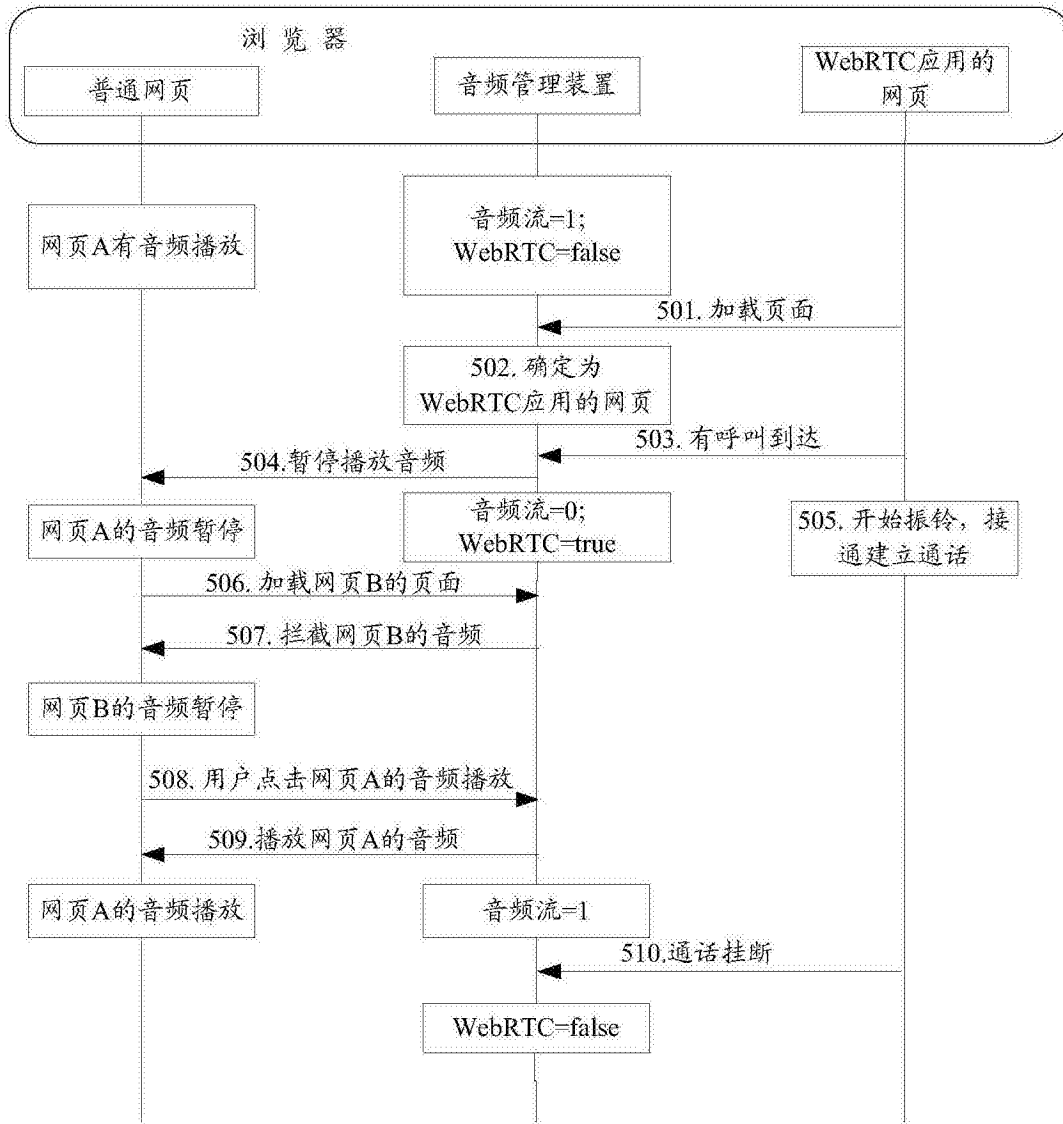 浏览器
普通网页
音频管理装置
WebRTC应用的
网页
网页A有音频播放
音频流=1;
WebRTC=false
501. 加载页面
502. 确定为
WebRTC应用的网页
503. 有呼叫到达
504.暂停播放音频
网页A的音频暂停
音频流=0;
WebRTC=true
505. 开始振铃，接
通建立通话
506. 加载网页B的页面
507. 拦截网页B的音频
网页B的音频暂停
508. 用户点击网页A的音频播放
509.播放网页A的音频
网页A的音频播放
音频流=1
510.通话挂断
WebRTC=false